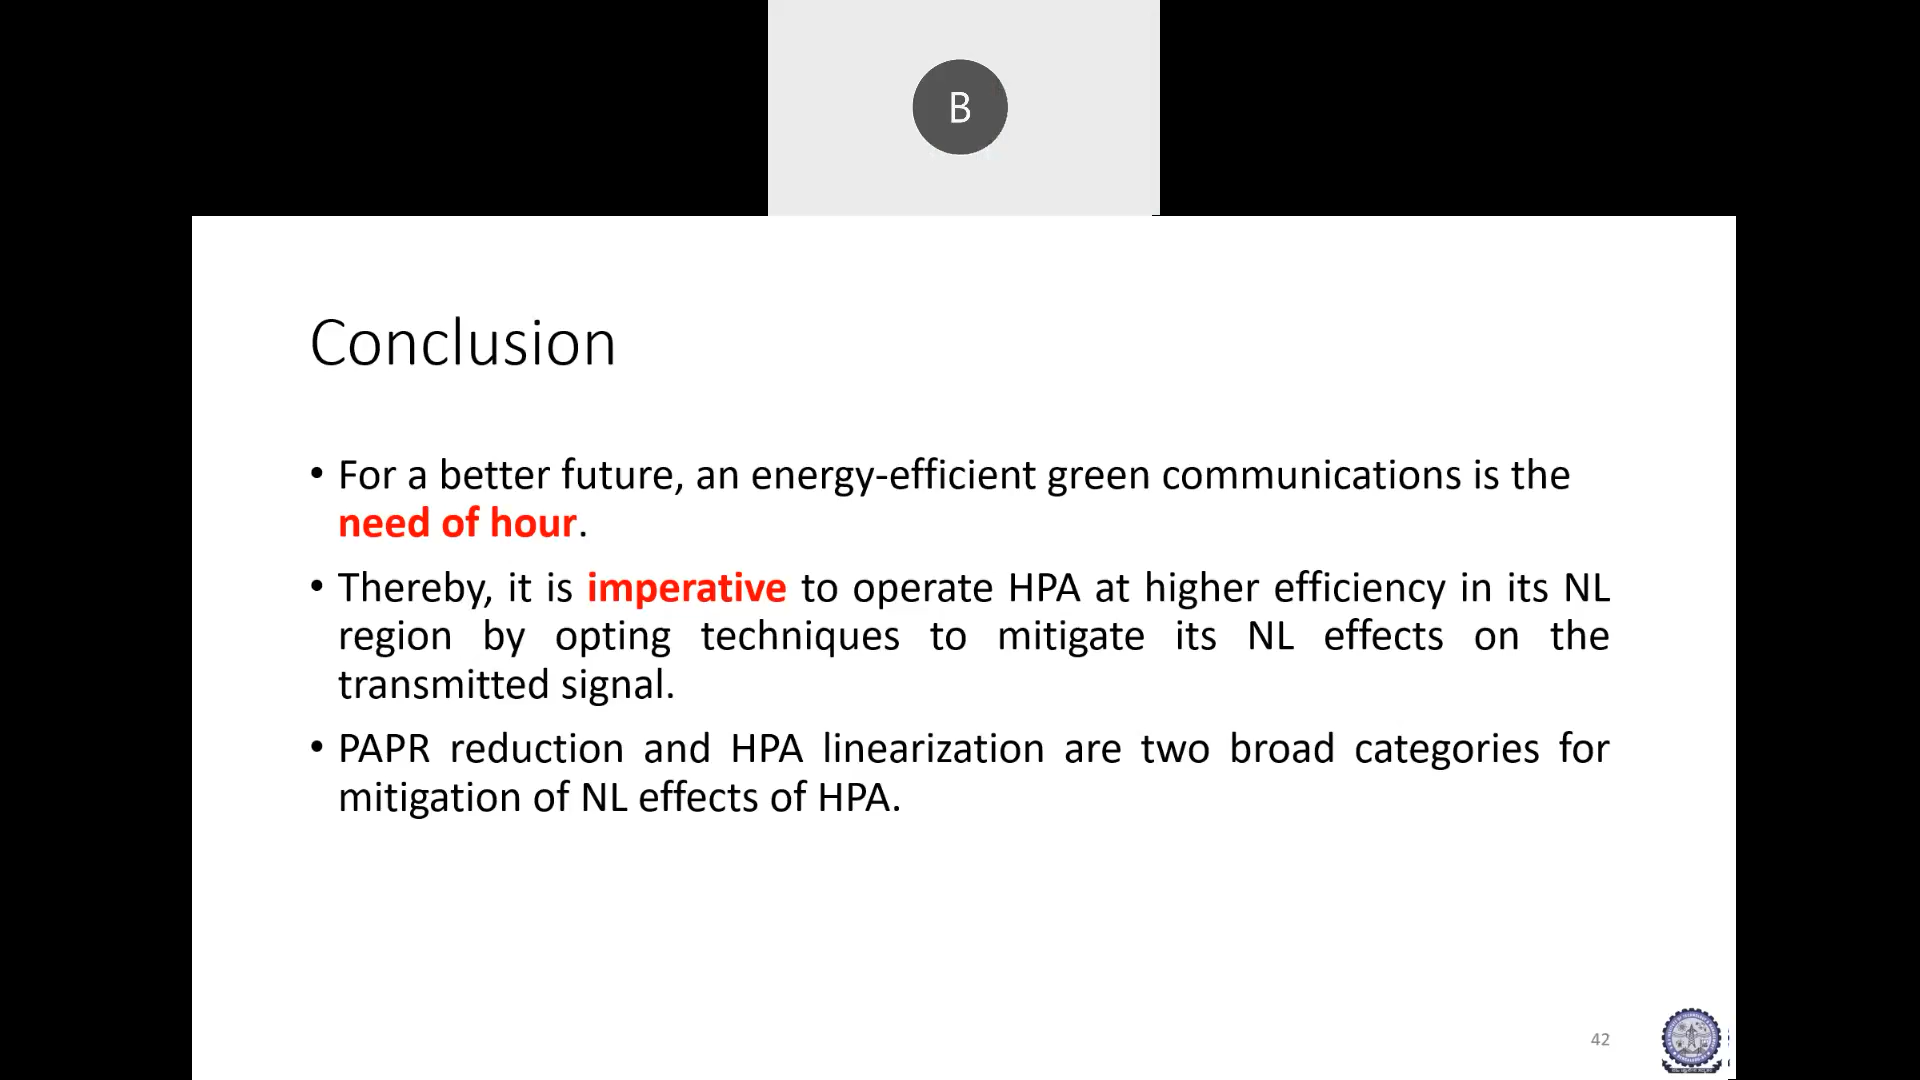 B
Conclusion
• For a better future, an energy-efficient green communications is the
need of hour.
• Thereby, it is imperative to operate HPA at higher efficiency in its NL
region by opting techniques to mitigate its NL effects on the
transmitted signal.
• PAPR reduction and HPA linearization are two broad categories for
mitigation of NL effects of HPA.
42